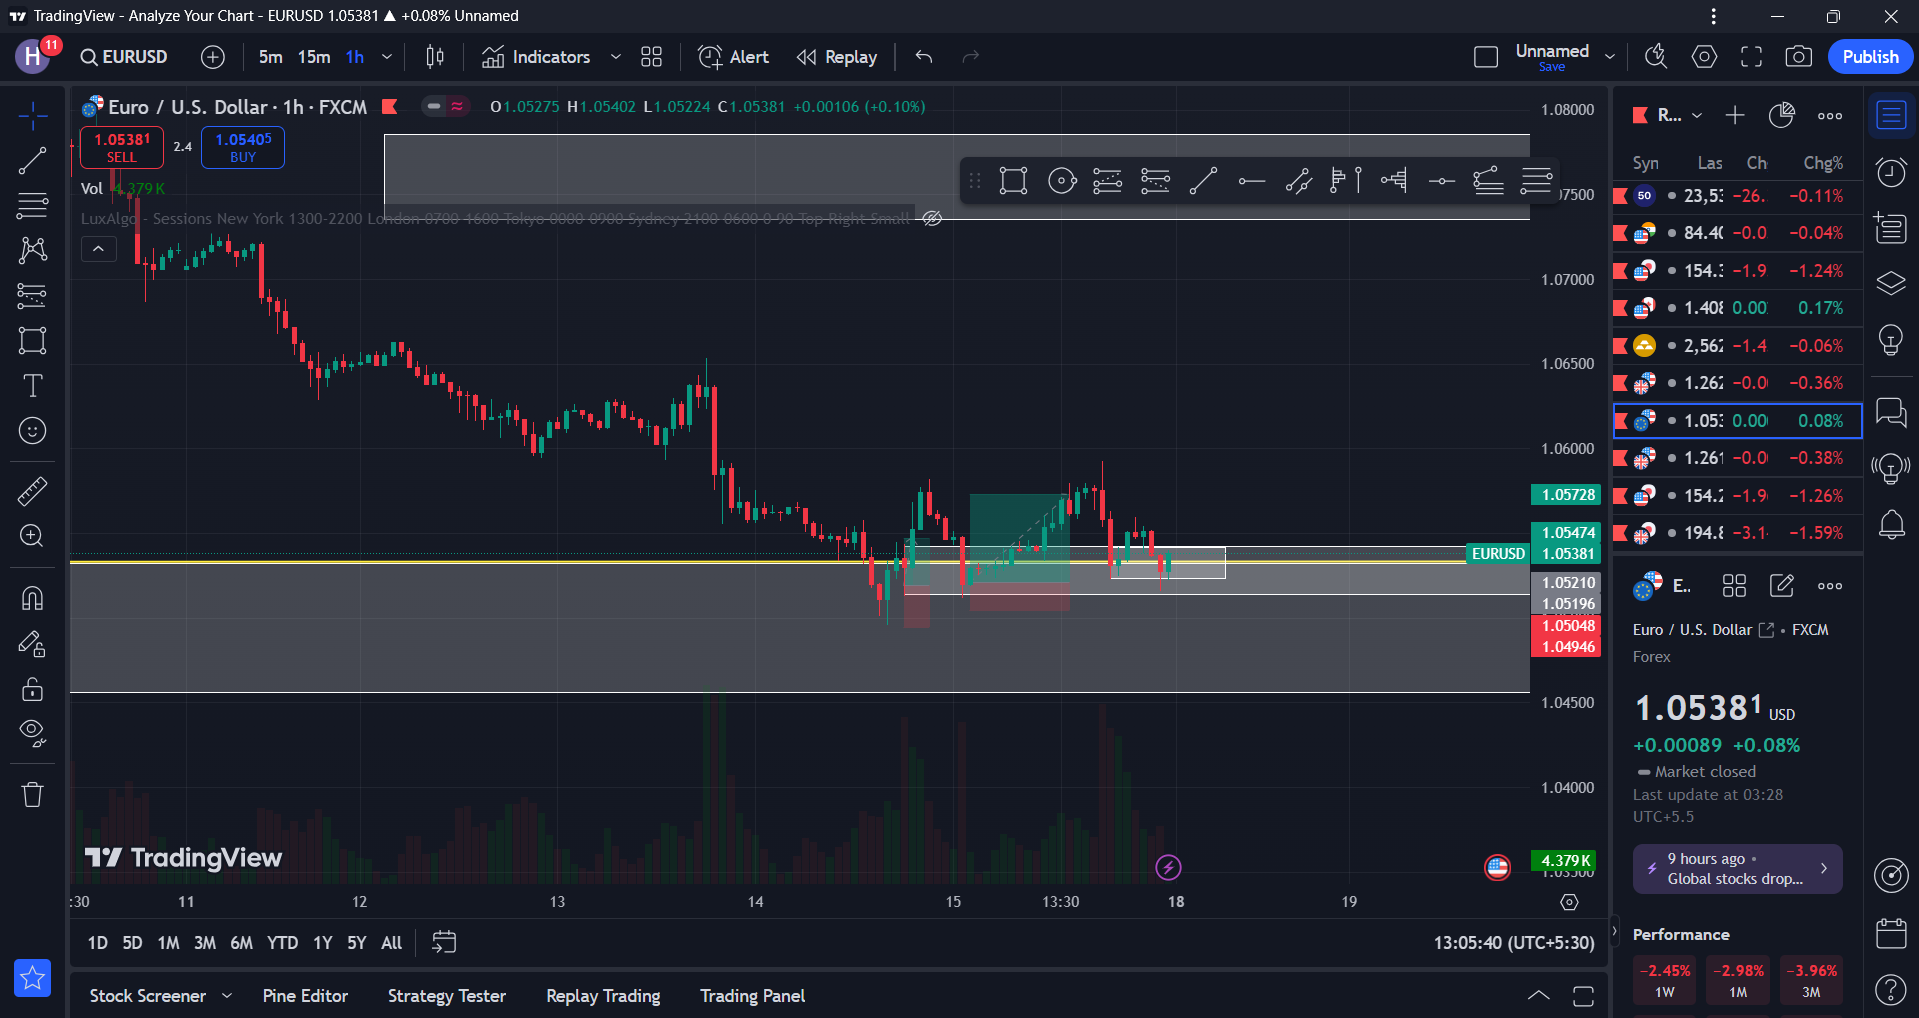 TradingView - Analyze Your Chart - EURUSD 1.05381 ▲ +0.08% Unnamed
H 11 EURUSD 5m 15m 1h Indicators Alert Replay Unnamed Save Publish
Euro / U.S. Dollar · 1h · FXCM O1.05275 H1.05402 L1.05224 C1.05381 +0.00106 (+0.10%)
1.05381 SELL 2.4 1.05405 BUY
Vol 4.379 K
LuxAlgo - Sessions New York 1300-2200 London 0700-1600 Tokyo 0000-0900 Sydney 2100-0600 0 90 Top Right Small
1.08000
1.07000
1.06500
1.06000
1.05728
1.05474
EURUSD 1.05381
1.05210
1.05196
1.05048
1.04946
1.04500
1.04000
4.379 K
TradingView
:30 11 12 13 14 15 13:30 18 19
1D 5D 1M 3M 6M YTD 1Y 5Y All
13:05:40 (UTC+5:30)
Stock Screener Pine Editor Strategy Tester Replay Trading Trading Panel
R...
Syn Las Ch Chg%
50 23,53 -26. -0.11%
84.40 -0.0 -0.04%
154.3 -1.9 -1.24%
1.408 0.00 0.17%
2,562 -1.4 -0.06%
1.262 -0.0 -0.36%
1.053 0.00 0.08%
1.261 -0.0 -0.38%
154.2 -1.9 -1.26%
194.8 -3.1 -1.59%
E..
Euro / U.S. Dollar • FXCM
Forex
1.05381 USD
+0.00089 +0.08%
Market closed
Last update at 03:28
UTC+5.5
9 hours ago •
Global stocks drop...
Performance
-2.45% -2.98% -3.96%
1W 1M 3M